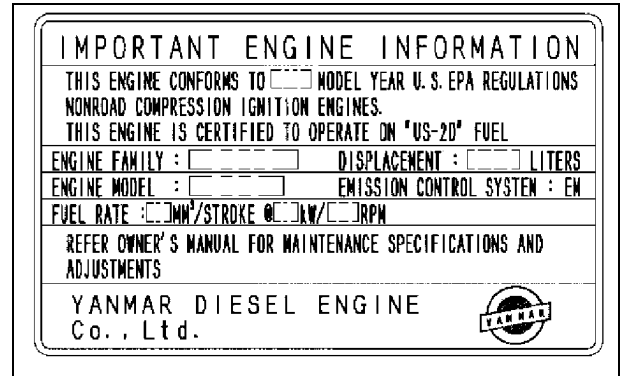 IMPORTANT ENGINE INFORMATION
THIS ENGINE CONFORMS TO MODEL YEAR U.S. EPA REGULATIONS
NONROAD COMPRESSION IGNITION ENGINES.
THIS ENGINE IS CERTIFIED TO OPERATE ON "US-2D" FUEL
ENGINE FAMILY : DISPLACEMENT : LITERS
ENGINE MODEL : EMISSION CONTROL SYSTEM : EM
FUEL RATE : MM³/STROKE @ kW/ RPM
REFER OWNER'S MANUAL FOR MAINTENANCE SPECIFICATIONS AND
ADJUSTMENTS
YANMAR DIESEL ENGINE
Co., Ltd.
YANMAR